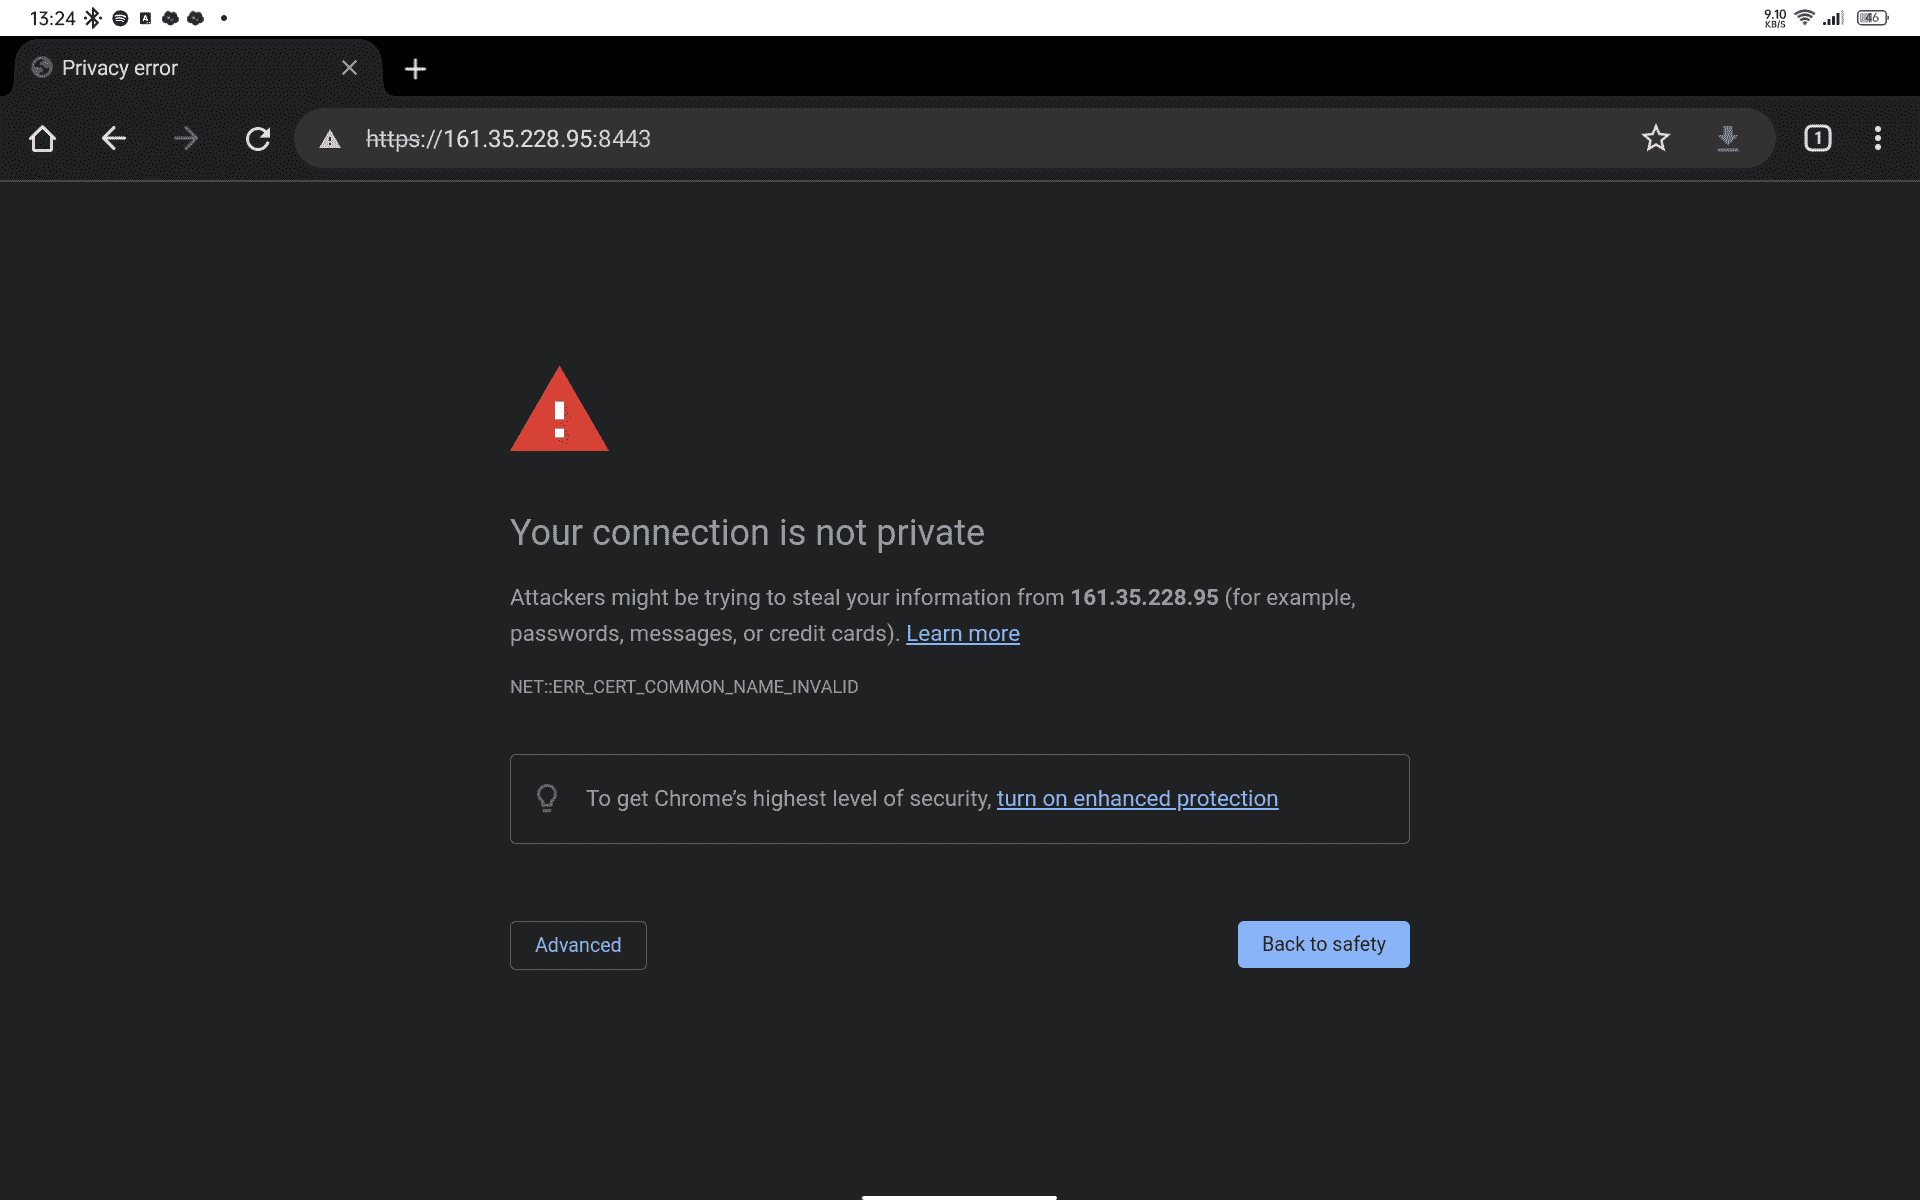 13:24
9.10
KB/S
46
Privacy error
https://161.35.228.95:8443
1
Your connection is not private
Attackers might be trying to steal your information from 161.35.228.95 (for example,
passwords, messages, or credit cards). Learn more
NET::ERR_CERT_COMMON_NAME_INVALID
To get Chrome’s highest level of security, turn on enhanced protection
Advanced
Back to safety